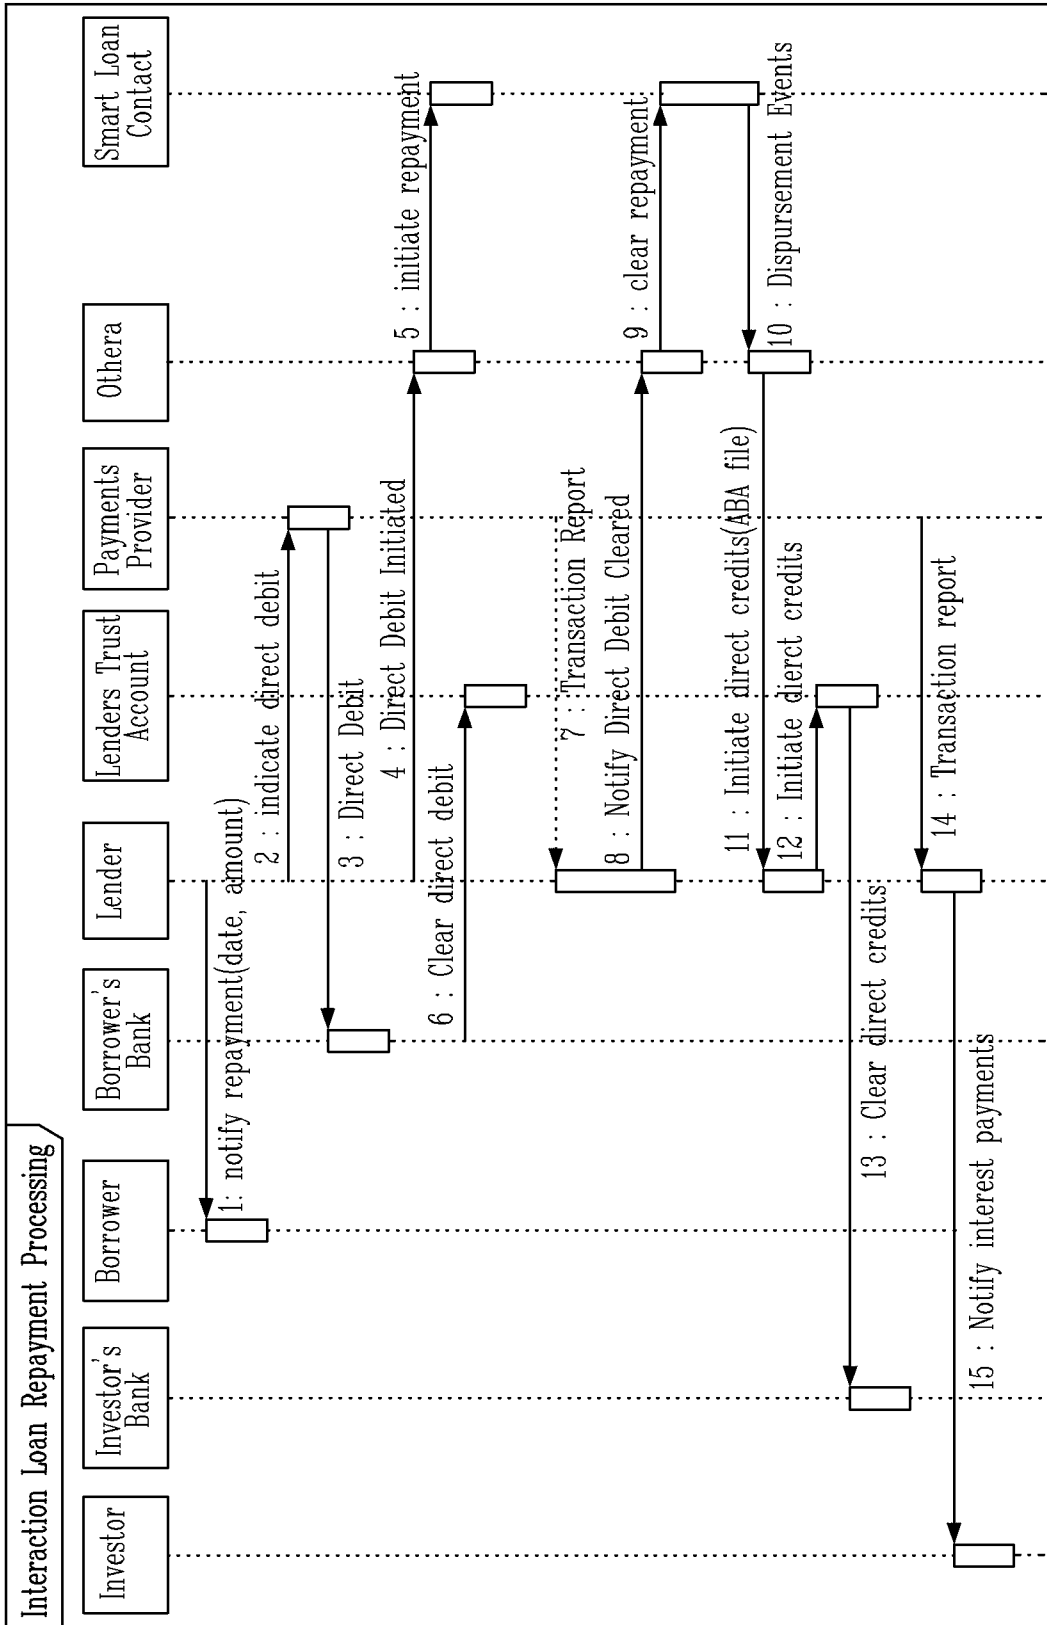 Interaction Loan Repayment Processing
Investor
Investor's
Bank
Borrower
Borrower's
Bank
Lender
Lenders Trust
Account
Payments
Provider
Othera
Smart Loan
Contact
1: notify repayment(date, amount)
2 : indicate direct debit
3 : Direct Debit
4 : Direct Debit Initiated
5 : initiate repayment
6 : Clear direct debit
7 : Transaction Report
8 : Notify Direct Debit Cleared
9 : clear repayment
10 : Dispursement Events
11 : Initiate direct credits(ABA file)
12 : Initiate dierct credits
13 : Clear direct credits
14 : Transaction report
15 : Notify interest payments